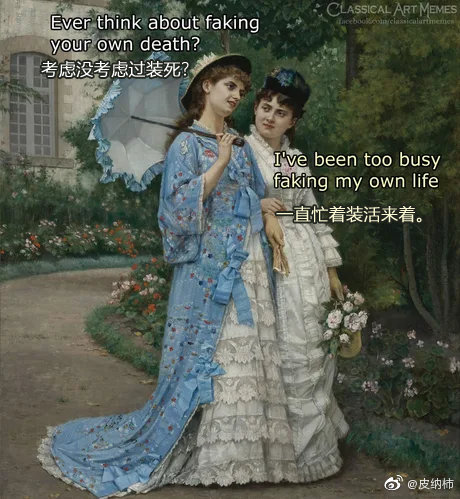 CLASSICAL ART MEMES
facebook.com/classicalartmemes
Ever think about faking
your own death?
考虑没考虑过装死?
I've been too busy
faking my own life
一直忙着装活来着。
@皮纳柿